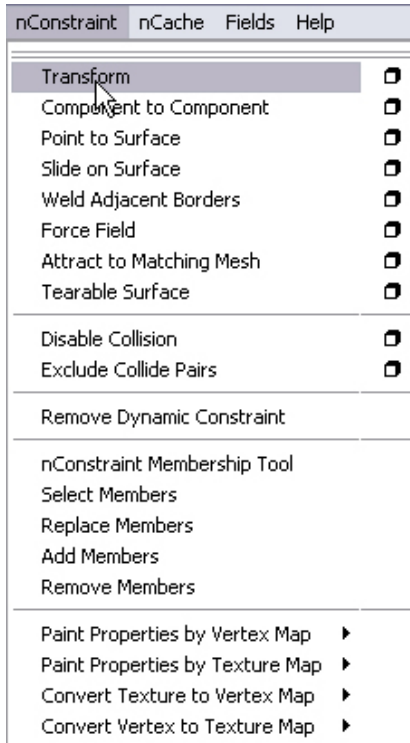 nConstraint nCache Fields Help
Transform
Component to Component
Point to Surface
Slide on Surface
Weld Adjacent Borders
Force Field
Attract to Matching Mesh
Tearable Surface
Disable Collision
Exclude Collide Pairs
Remove Dynamic Constraint
nConstraint Membership Tool
Select Members
Replace Members
Add Members
Remove Members
Paint Properties by Vertex Map
Paint Properties by Texture Map
Convert Texture to Vertex Map
Convert Vertex to Texture Map